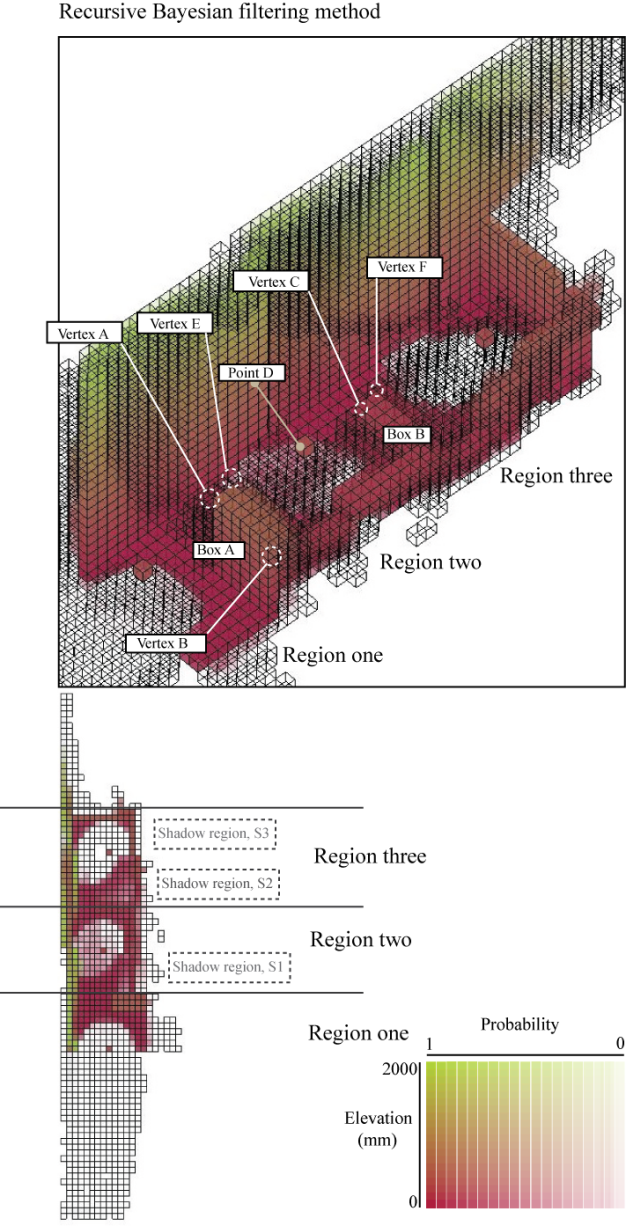 Recursive Bayesian filtering method
Vertex F
Vertex C
Vertex E
Vertex A
Point D
Box B
Region three
Box A
Region two
Vertex B
Region one
Shadow region, S3
Region three
Shadow region, S2
Region two
Shadow region, S1
Region one
Probability
1
0
2000
Elevation
(mm)
0